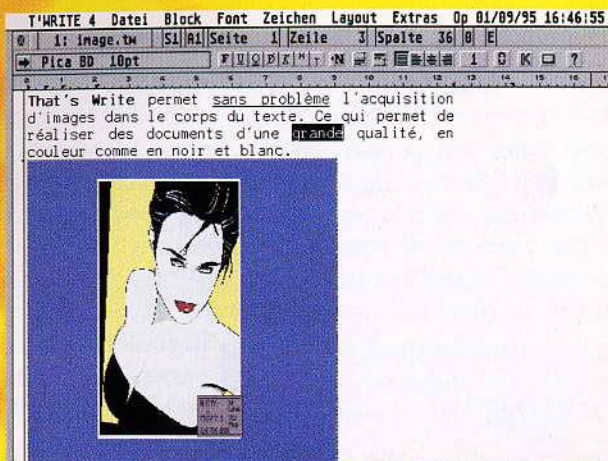 T'WRITE 4 Datei Block Font Zeichen Layout Extras Op 01/09/95 16:46:55
1: image.tw S1 A1 Seite 1 Zeile 3 Spalte 36 0 E
Pica BD 10pt F U K N 1 0 K ?
That's Write permet sans problème l'acquisition
d'images dans le corps du texte. Ce qui permet de
réaliser des documents d'une grande qualité, en
couleur comme en noir et blanc.